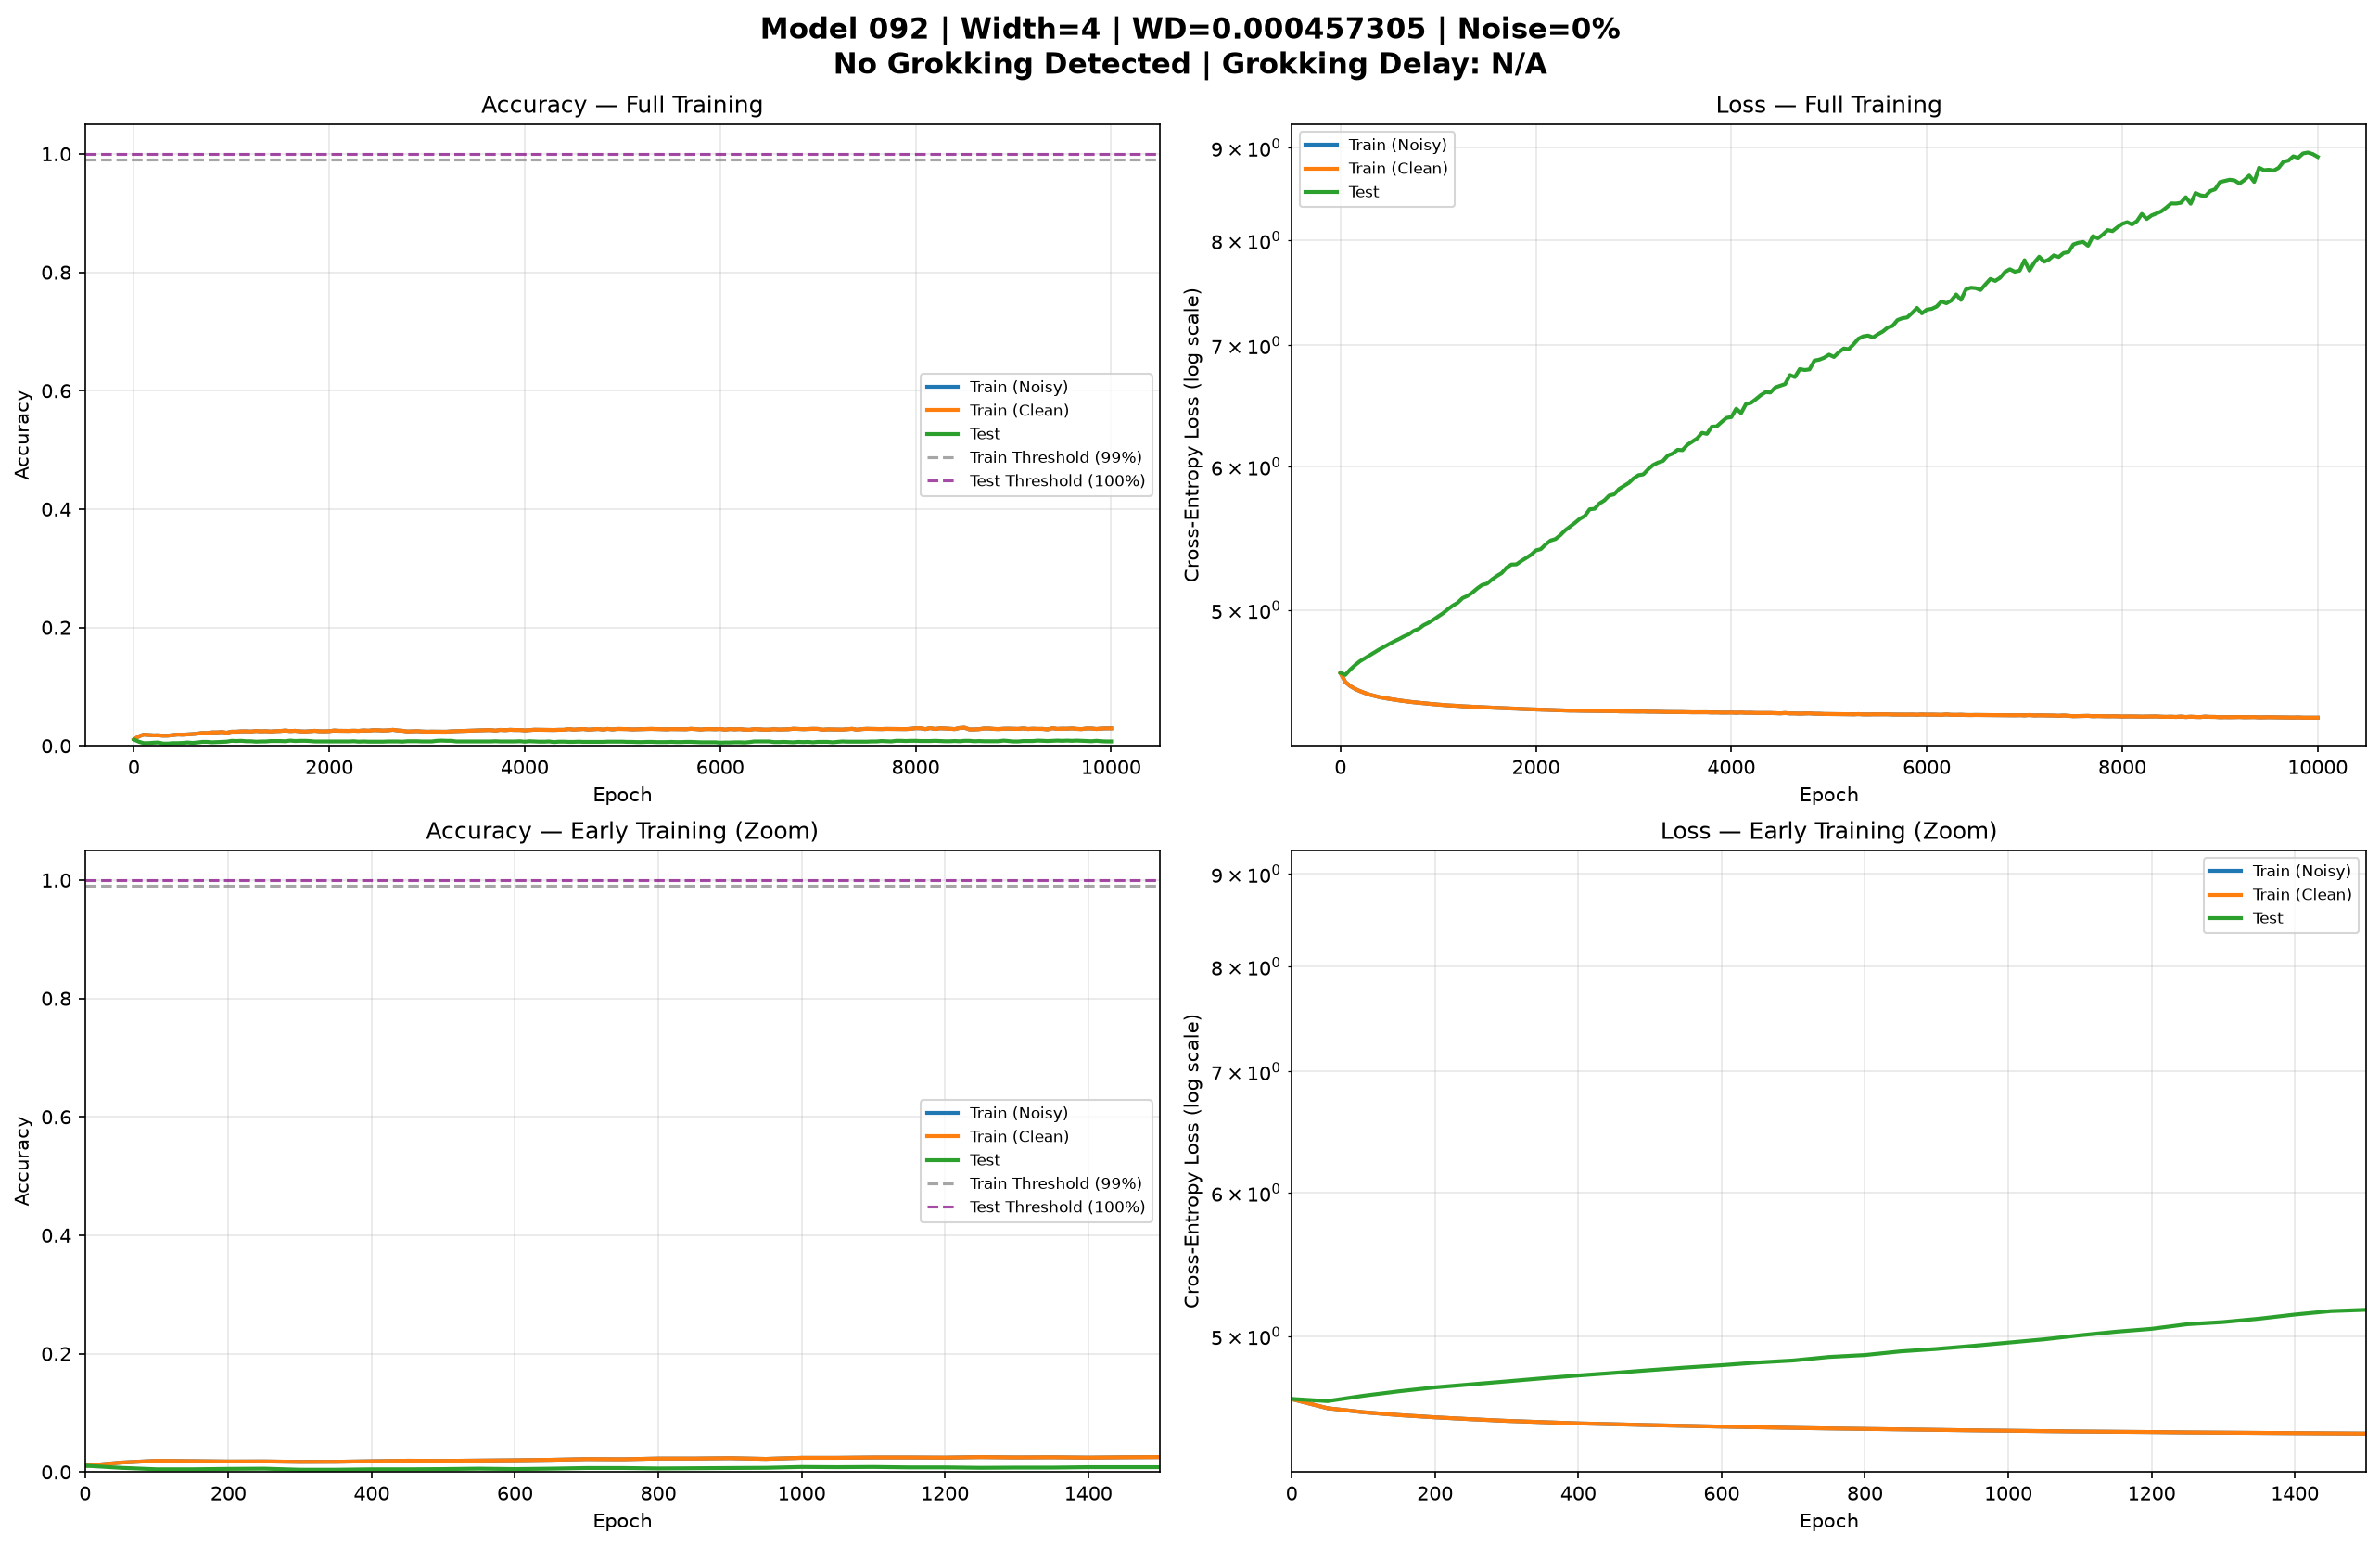 Model 092 | Width=4 | WD=0.000457305 | Noise=0%
No Grokking Detected | Grokking Delay: N/A
Accuracy — Full Training
Accuracy
1.0
0.8
0.6
0.4
0.2
0.0
Train (Noisy)
Train (Clean)
Test
Train Threshold (99%)
Test Threshold (100%)
0 2000 4000 6000 8000 10000
Epoch
Loss — Full Training
Cross-Entropy Loss (log scale)
9 × 10⁰
8 × 10⁰
7 × 10⁰
6 × 10⁰
5 × 10⁰
Train (Noisy)
Train (Clean)
Test
0 2000 4000 6000 8000 10000
Epoch
Accuracy — Early Training (Zoom)
Accuracy
1.0
0.8
0.6
0.4
0.2
0.0
Train (Noisy)
Train (Clean)
Test
Train Threshold (99%)
Test Threshold (100%)
0 200 400 600 800 1000 1200 1400
Epoch
Loss — Early Training (Zoom)
Cross-Entropy Loss (log scale)
9 × 10⁰
8 × 10⁰
7 × 10⁰
6 × 10⁰
5 × 10⁰
Train (Noisy)
Train (Clean)
Test
0 200 400 600 800 1000 1200 1400
Epoch